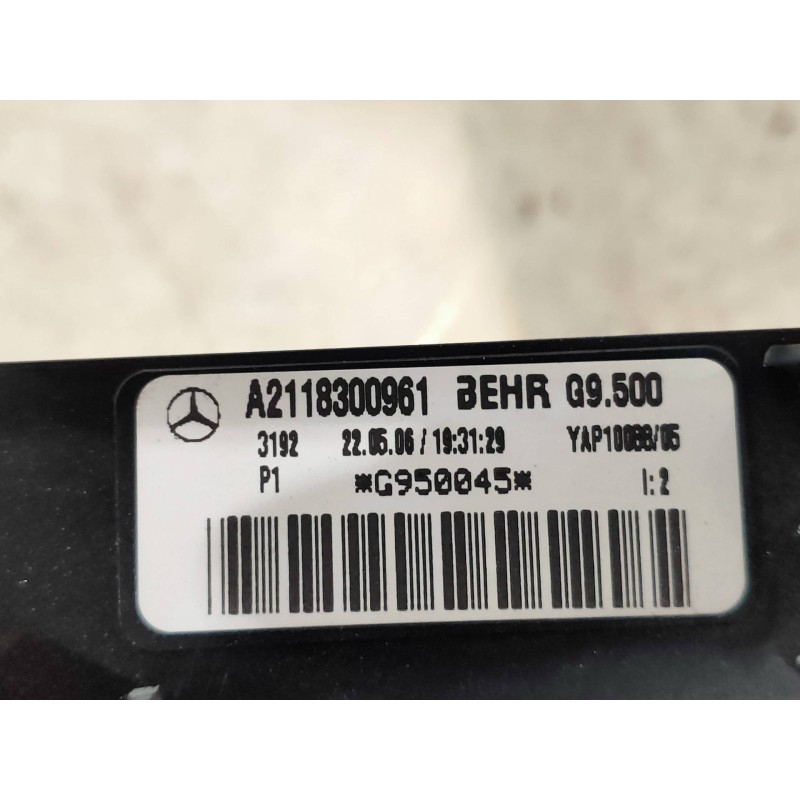 A2118300961 BEHR G9.500
3192 22.05.06 / 19:31:29 YAP10088/05
P1 *G950045* I: 2